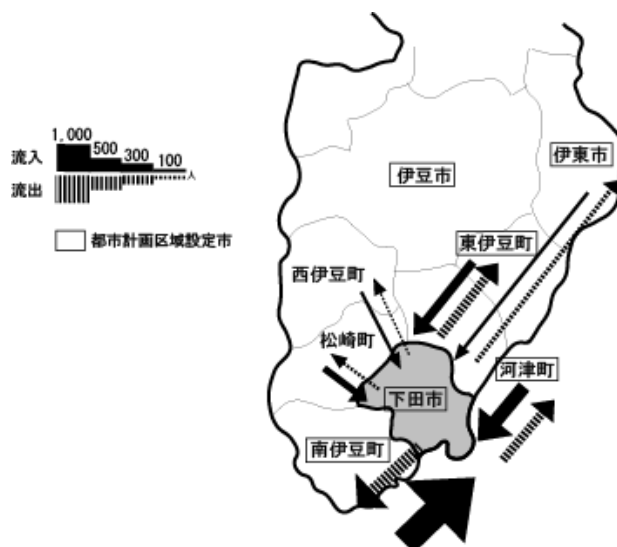 1,000
500
300
100
人
流入
流出
都市計画区域設定市
伊東市
伊豆市
東伊豆町
西伊豆町
松崎町
河津町
下田市
南伊豆町